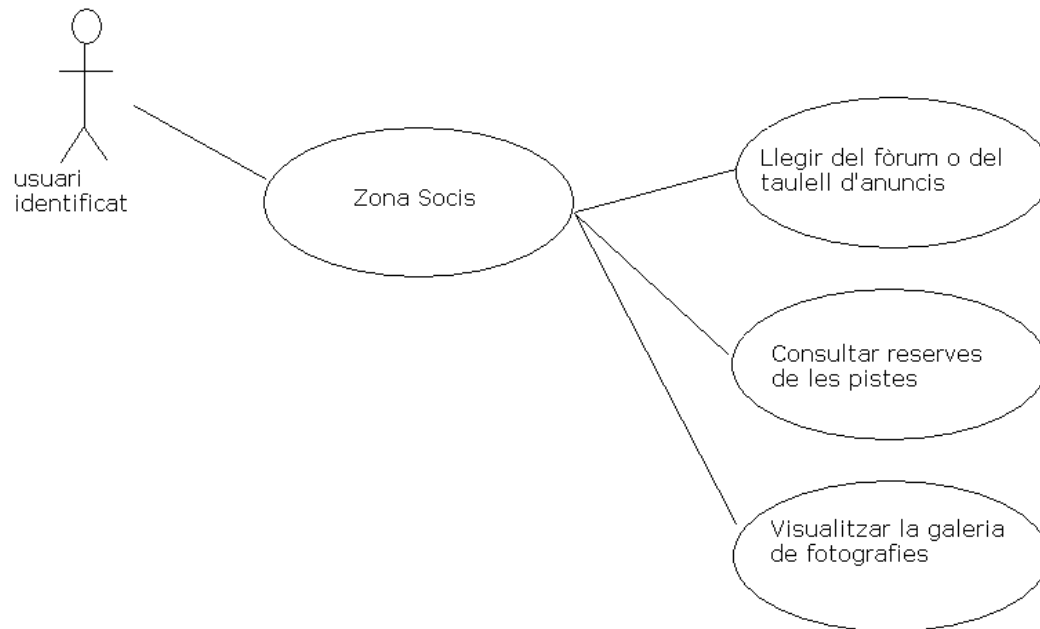 usuari
identificat
Zona Socis
Llegir del fòrum o del
taulell d'anuncis
Consultar reserves
de les pistes
Visualitzar la galeria
de fotografies